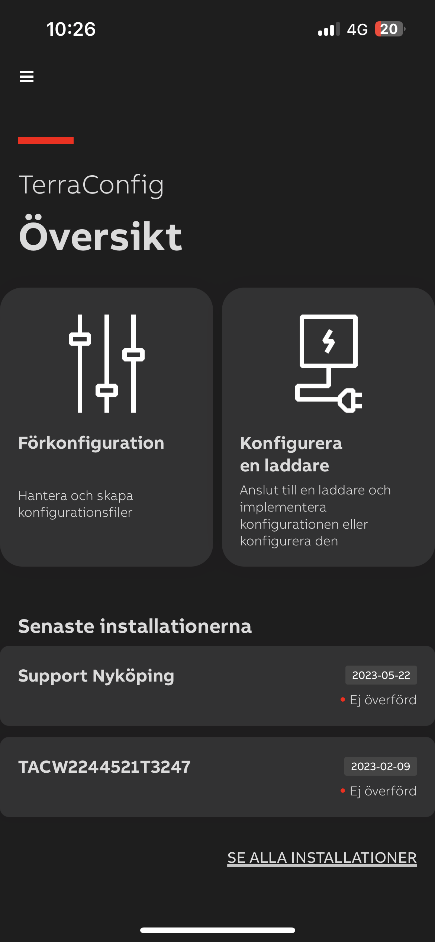 10:26
4G
20
TerraConfig
Översikt
Förkonfiguration
Hantera och skapa
konfigurationsfiler
Konfigurera
en laddare
Anslut till en laddare och
implementera
konfigurationen eller
konfigurera den
Senaste installationerna
Support Nyköping
2023-05-22
Ej överförd
TACW2244521T3247
2023-02-09
Ej överförd
SE ALLA INSTALLATIONER